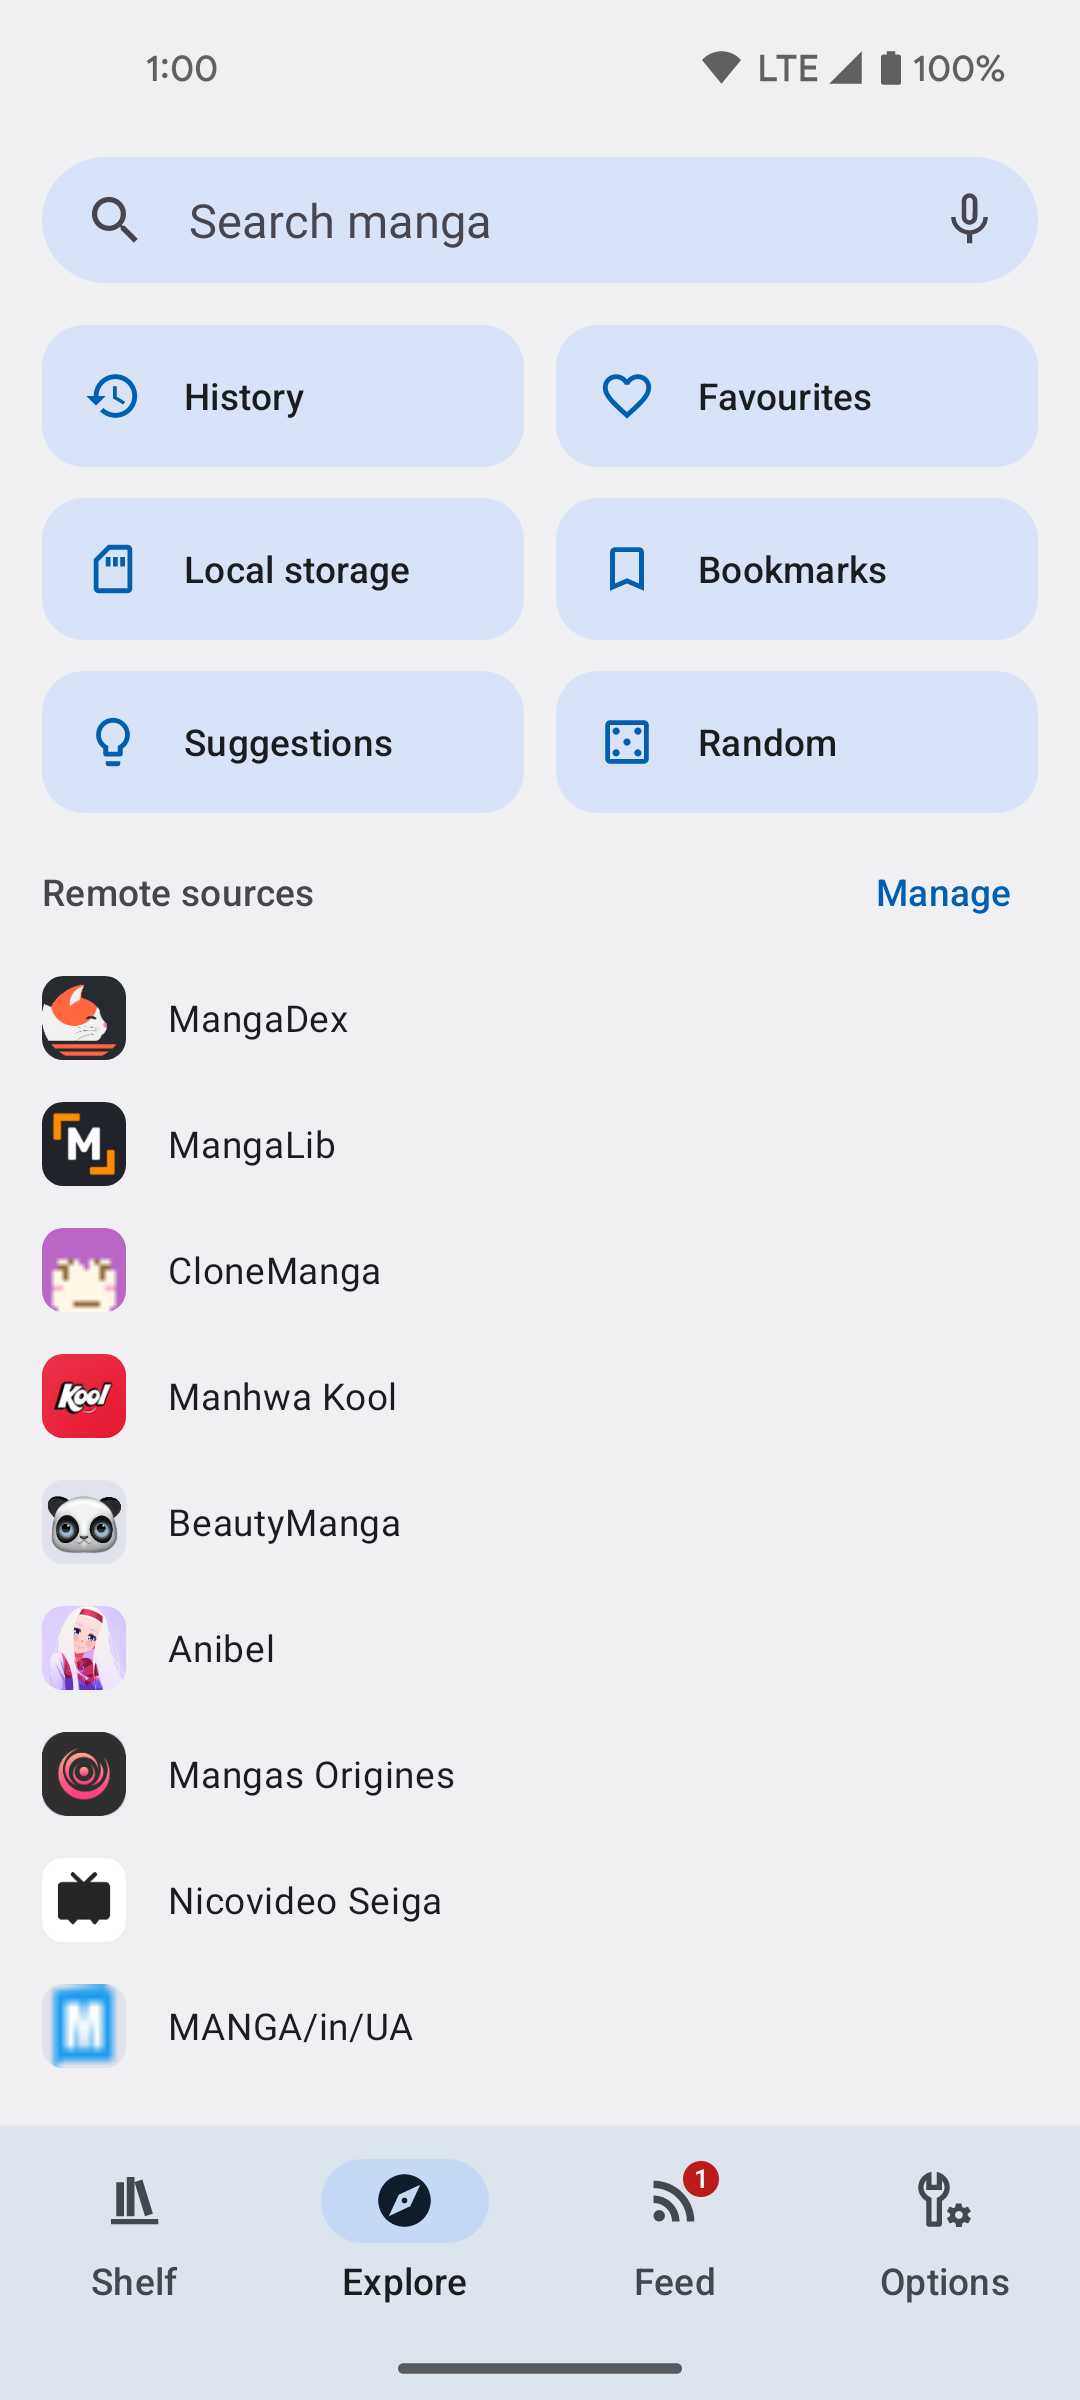 1:00
LTE
100%
Search manga
History
Favourites
Local storage
Bookmarks
Suggestions
Random
Remote sources
Manage
MangaDex
M
MangaLib
CloneManga
Kool
Manhwa Kool
BeautyManga
Anibel
Mangas Origines
Nicovideo Seiga
M
MANGA/in/UA
1
Shelf
Explore
Feed
Options